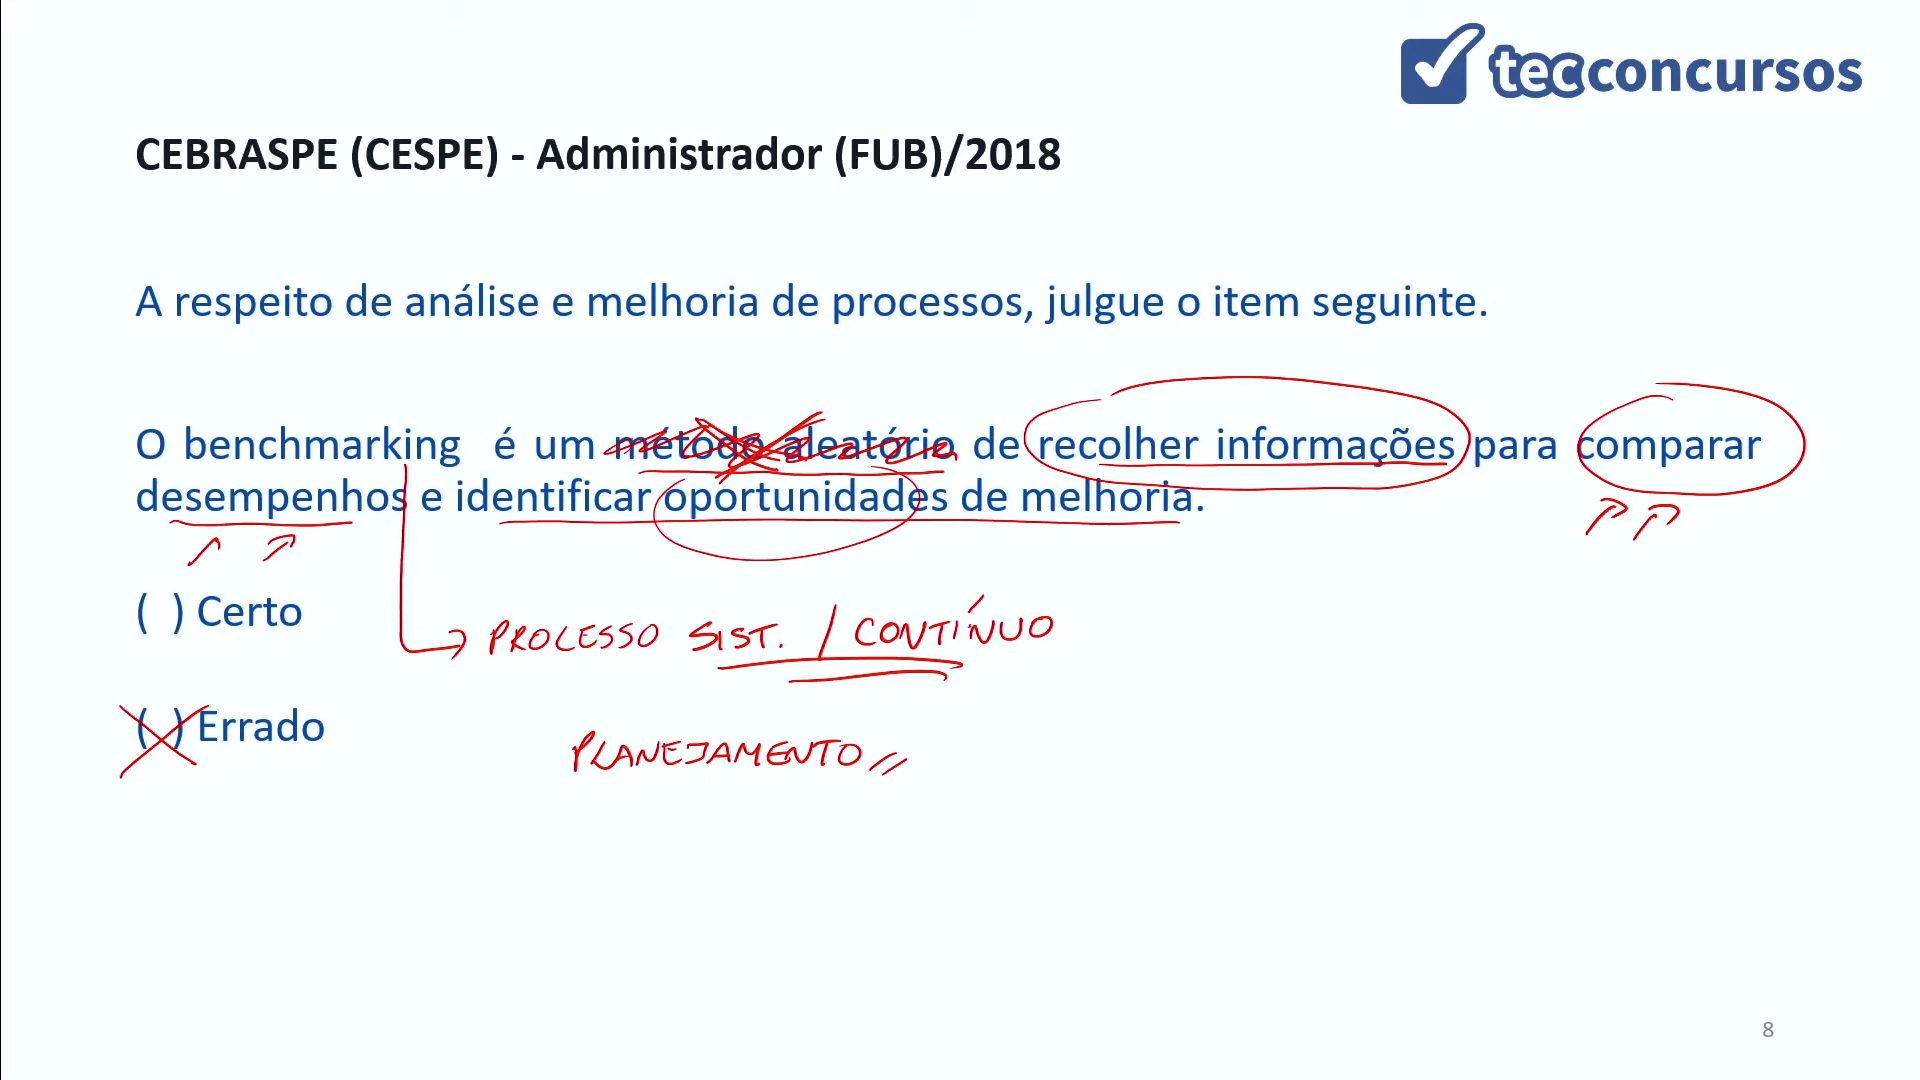 tecconcursos
CEBRASPE (CESPE) - Administrador (FUB)/2018
A respeito de análise e melhoria de processos, julgue o item seguinte.
O benchmarking é um método aleatório de recolher informações para comparar
desempenhos e identificar oportunidades de melhoria.
( ) Certo
PROCESSO SIST. / CONTÍNUO
( ) Errado
PLANEJAMENTO
8